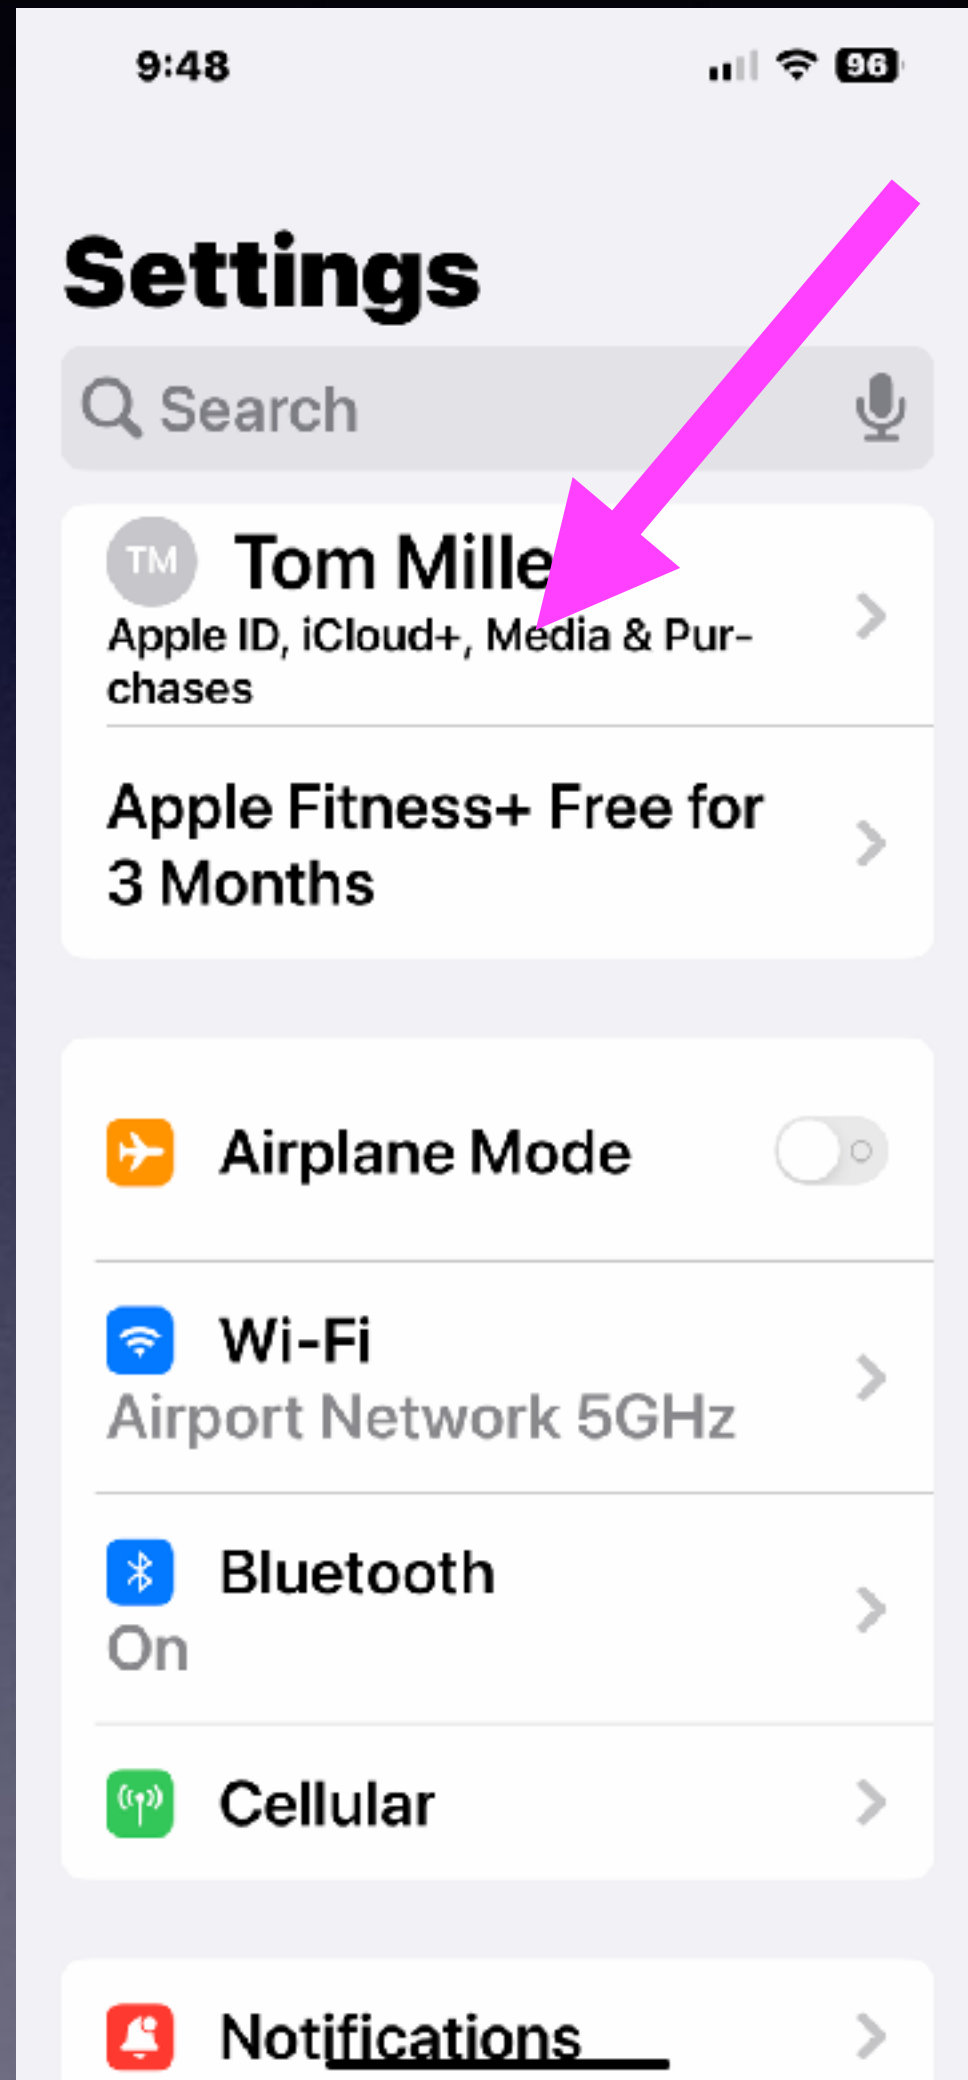 9:48
96
Settings
Search
TM
Tom Mille
Apple ID, iCloud+, Media & Pur-
chases
Apple Fitness+ Free for
3 Months
Airplane Mode
Wi-Fi
Airport Network 5GHz
Bluetooth
On
Cellular
Notifications